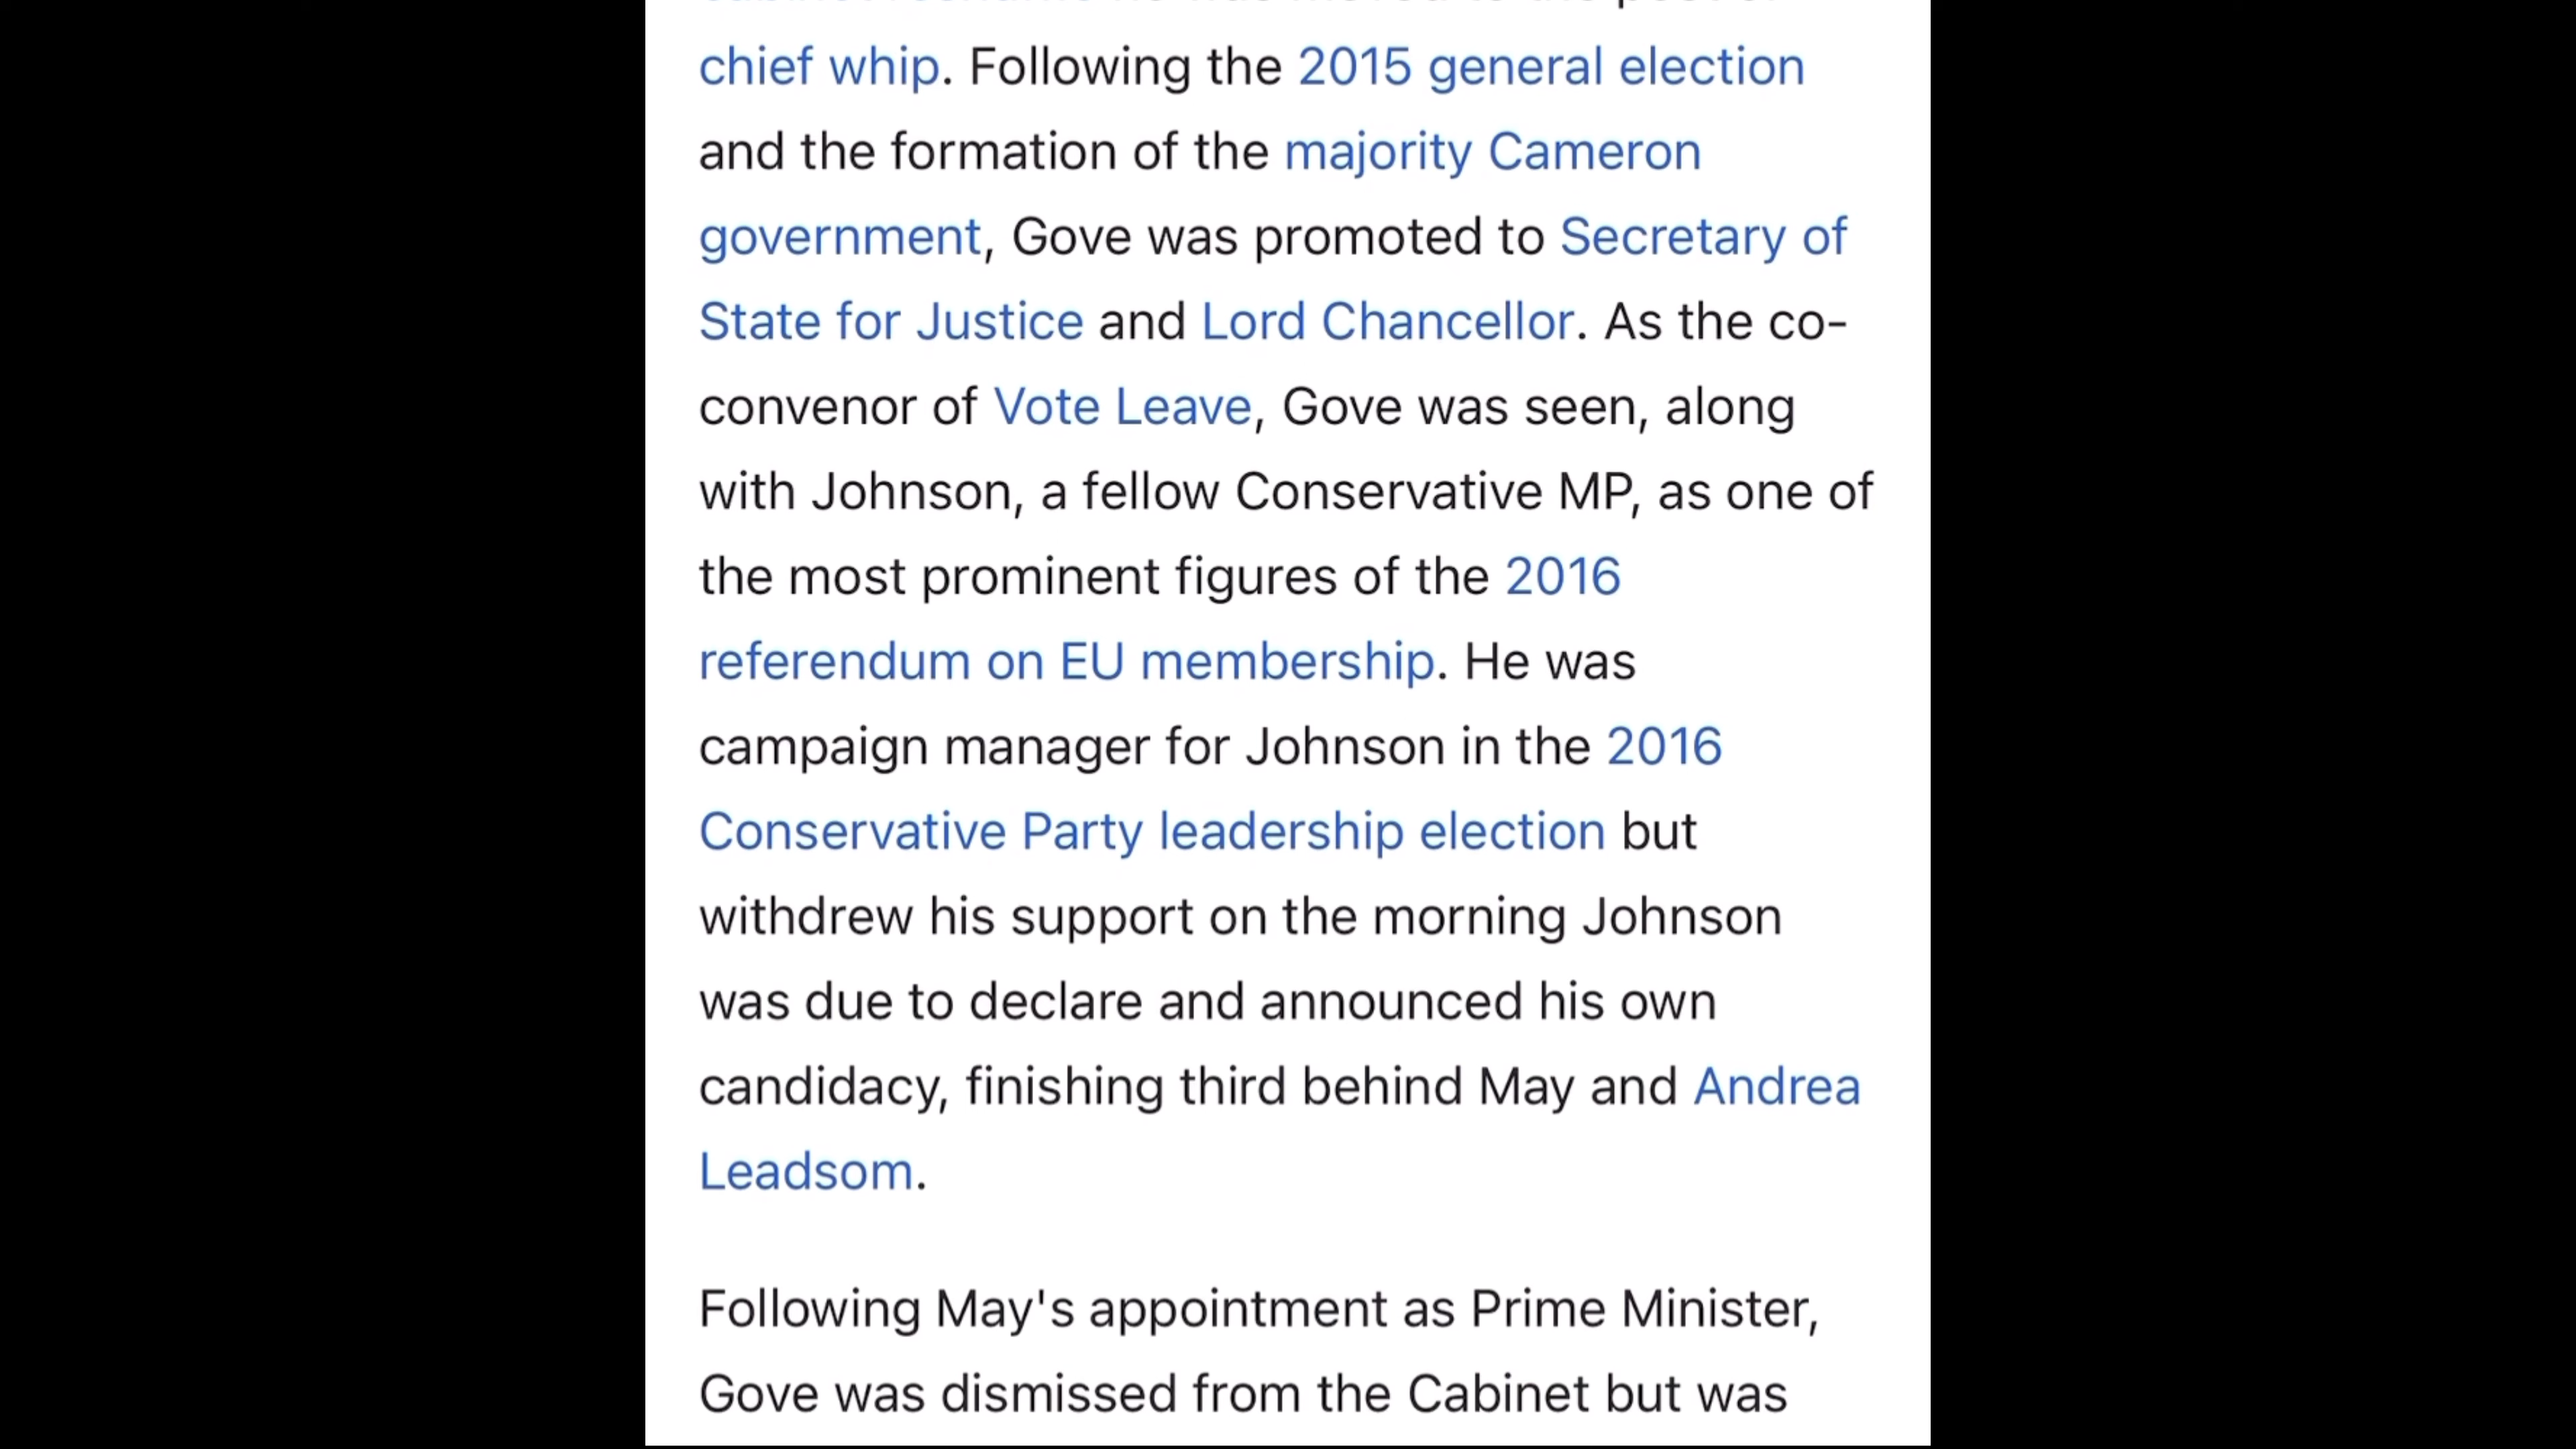 chief whip. Following the 2015 general election
and the formation of the majority Cameron
government, Gove was promoted to Secretary of
State for Justice and Lord Chancellor. As the co-
convenor of Vote Leave, Gove was seen, along
with Johnson, a fellow Conservative MP, as one of
the most prominent figures of the 2016
referendum on EU membership. He was
campaign manager for Johnson in the 2016
Conservative Party leadership election but
withdrew his support on the morning Johnson
was due to declare and announced his own
candidacy, finishing third behind May and Andrea
Leadsom.
Following May's appointment as Prime Minister,
Gove was dismissed from the Cabinet but was